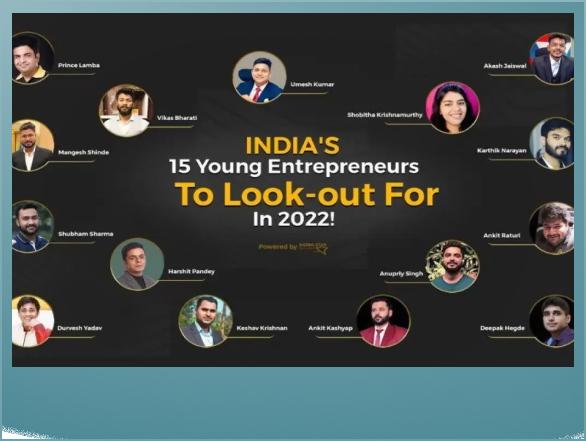 Prince Lamba
Umesh Kumar
Akash Jaiswal
Vikas Bharati
Shobitha Krishnamurthy
Mangesh Shinde
Karthik Narayan
INDIA'S
15 Young Entrepreneurs
To Look-out For
In 2022!
Shubham Sharma
Ankit Raturi
Powered by
Harshit Pandey
Anupriy Singh
Durvesh Yadav
Keshav Krishnan
Ankit Kashyap
Deepak Hegde